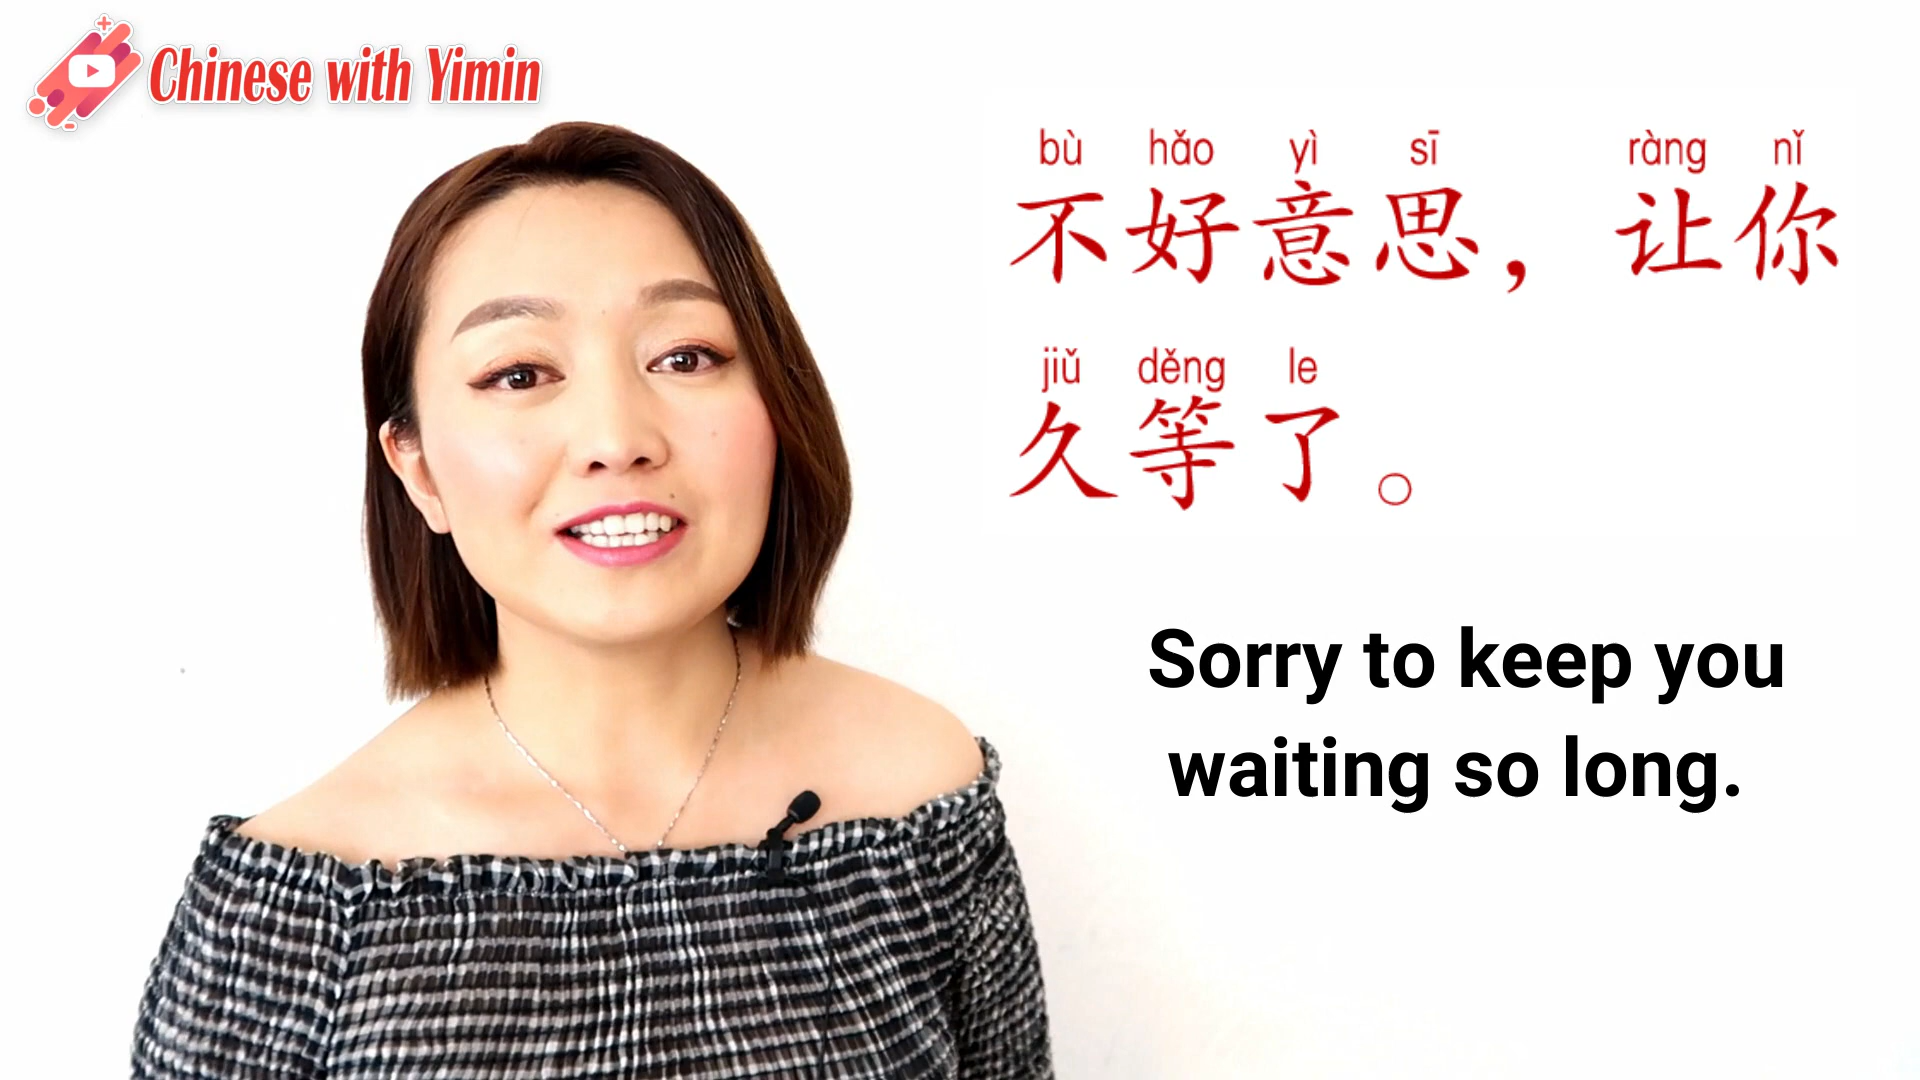 Chinese with Yimin
bù hǎo yì sī ràng nǐ
不好意思，让你
jiǔ děng le
久等了。
Sorry to keep you
waiting so long.